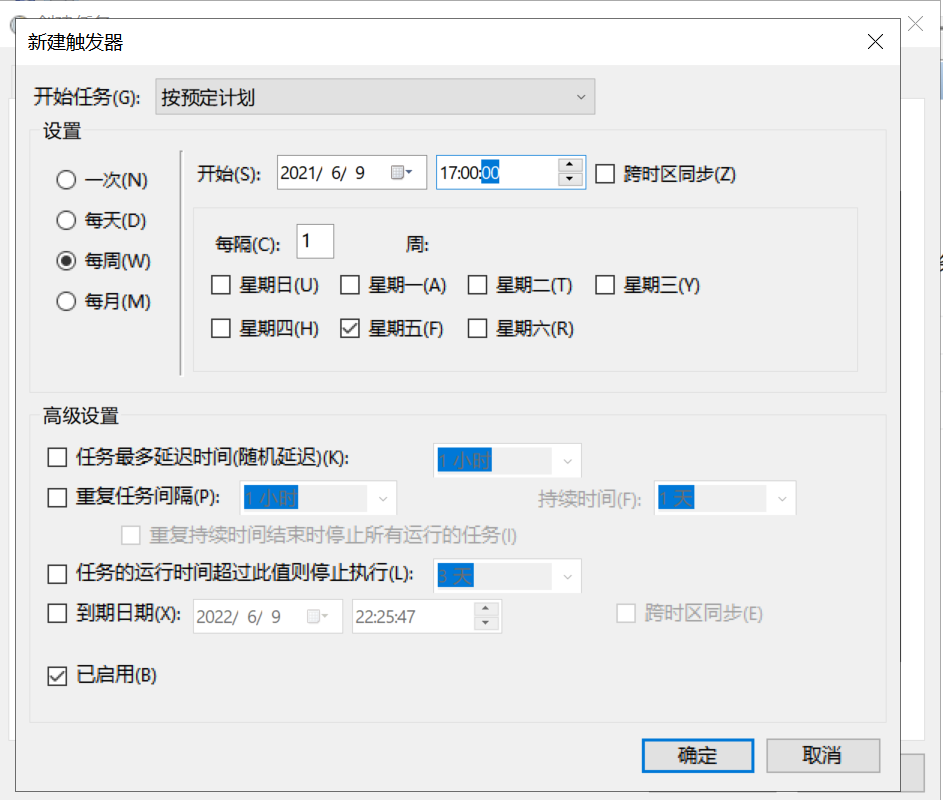 新建触发器
开始任务(G): 按预定计划
设置
一次(N)
每天(D)
每周(W)
每月(M)
开始(S): 2021/ 6/ 9 17:00:00 跨时区同步(Z)
每隔(C): 1 周:
星期日(U) 星期一(A) 星期二(T) 星期三(Y)
星期四(H) 星期五(F) 星期六(R)
高级设置
任务最多延迟时间(随机延迟)(K): 1 小时
重复任务间隔(P): 1 小时 持续时间(F): 1 天
重复持续时间结束时停止所有运行的任务(I)
任务的运行时间超过此值则停止执行(L): 3 天
到期日期(X): 2022/ 6/ 9 22:25:47 跨时区同步(E)
已启用(B)
确定 取消